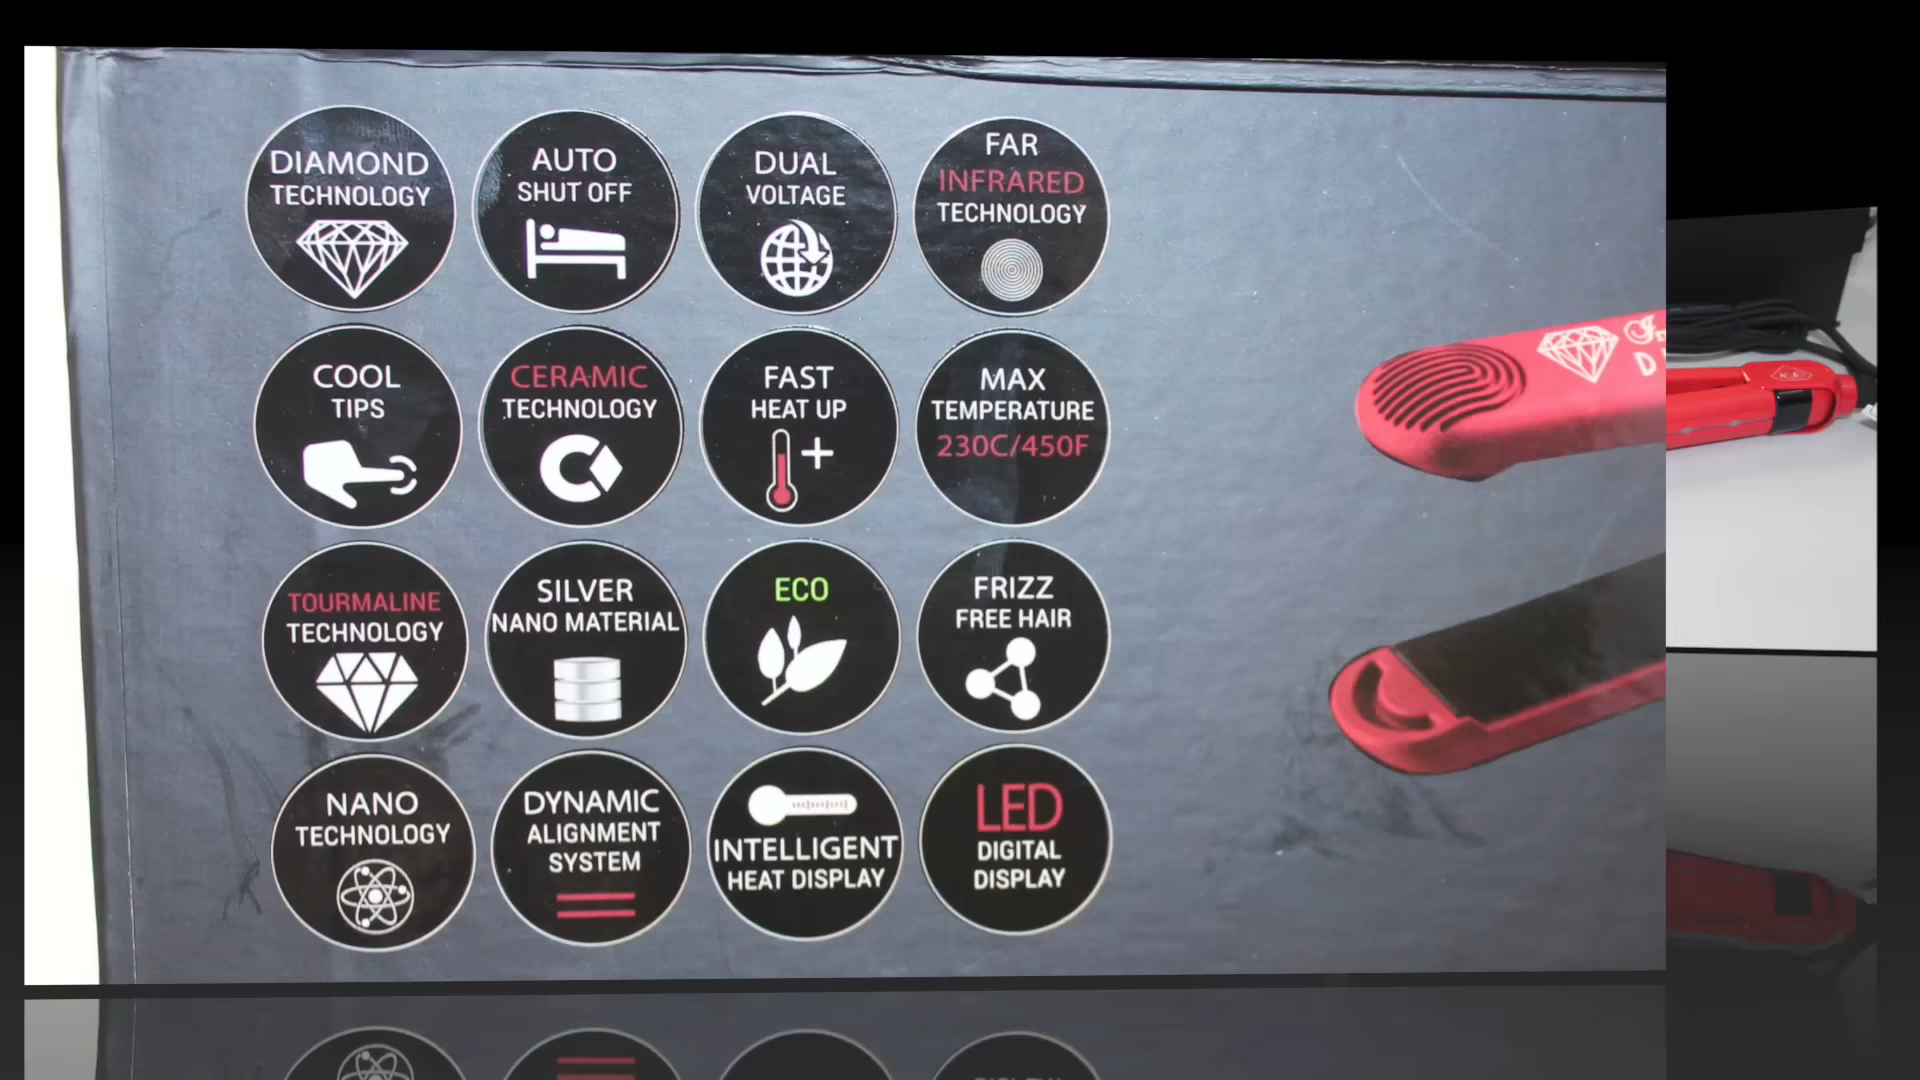 DIAMOND
TECHNOLOGY
AUTO
SHUT OFF
DUAL
VOLTAGE
FAR
INFRARED
TECHNOLOGY
COOL
TIPS
CERAMIC
TECHNOLOGY
FAST
HEAT UP
MAX
TEMPERATURE
230C/450F
TOURMALINE
TECHNOLOGY
SILVER
NANO MATERIAL
ECO
FRIZZ
FREE HAIR
NANO
TECHNOLOGY
DYNAMIC
ALIGNMENT
SYSTEM
INTELLIGENT
HEAT DISPLAY
LED
DIGITAL
DISPLAY